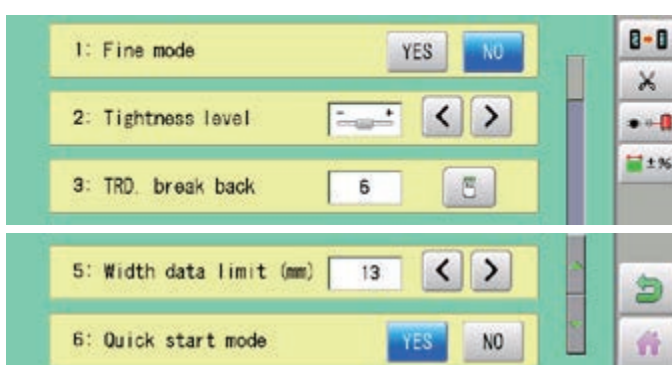 1: Fine mode YES NO
2: Tightness level - +
3: TRD. break back 6
±%
5: Width data limit (mm) 13
6: Quick start mode YES NO